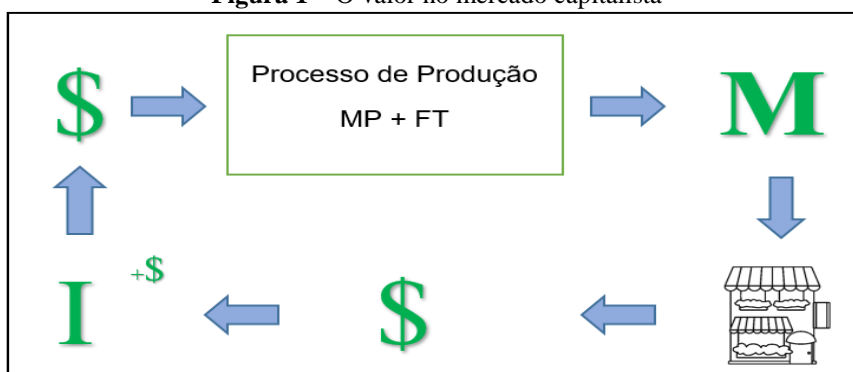 Figura 1 – O valor no mercado capitalista
$
Processo de Produção
MP + FT
M
I +$
$